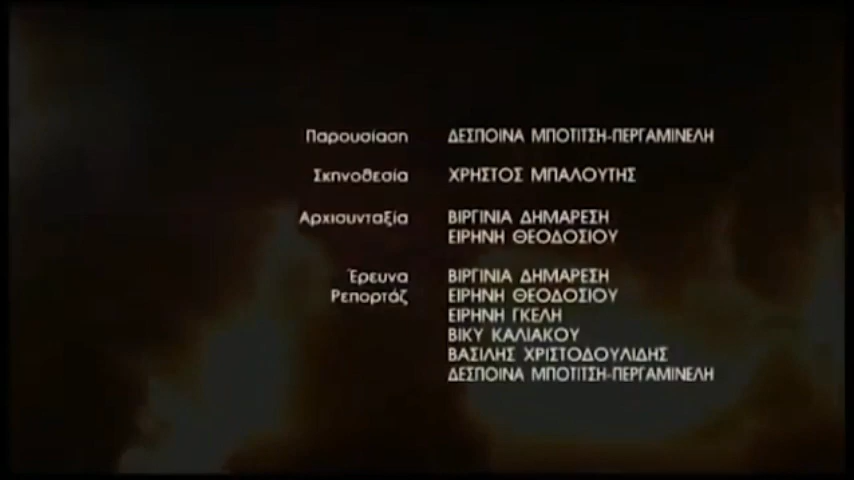 Παρουσίαση ΔΕΣΠΟΙΝΑ ΜΠΟΤΙΤΣΗ-ΠΕΡΓΑΜΙΝΕΛΗ
Σκηνοθεσία ΧΡΗΣΤΟΣ ΜΠΑΛΟΥΤΗΣ
Αρχισυνταξία ΒΙΡΓΙΝΙΑ ΔΗΜΑΡΕΣΗ
ΕΙΡΗΝΗ ΘΕΟΔΟΣΙΟΥ
Έρευνα ΒΙΡΓΙΝΙΑ ΔΗΜΑΡΕΣΗ
Ρεπορτάζ ΕΙΡΗΝΗ ΘΕΟΔΟΣΙΟΥ
ΕΙΡΗΝΗ ΓΚΕΛΗ
ΒΙΚΥ ΚΑΛΙΑΚΟΥ
ΒΑΣΙΛΗΣ ΧΡΙΣΤΟΔΟΥΛΙΔΗΣ
ΔΕΣΠΟΙΝΑ ΜΠΟΤΙΤΣΗ-ΠΕΡΓΑΜΙΝΕΛΗ